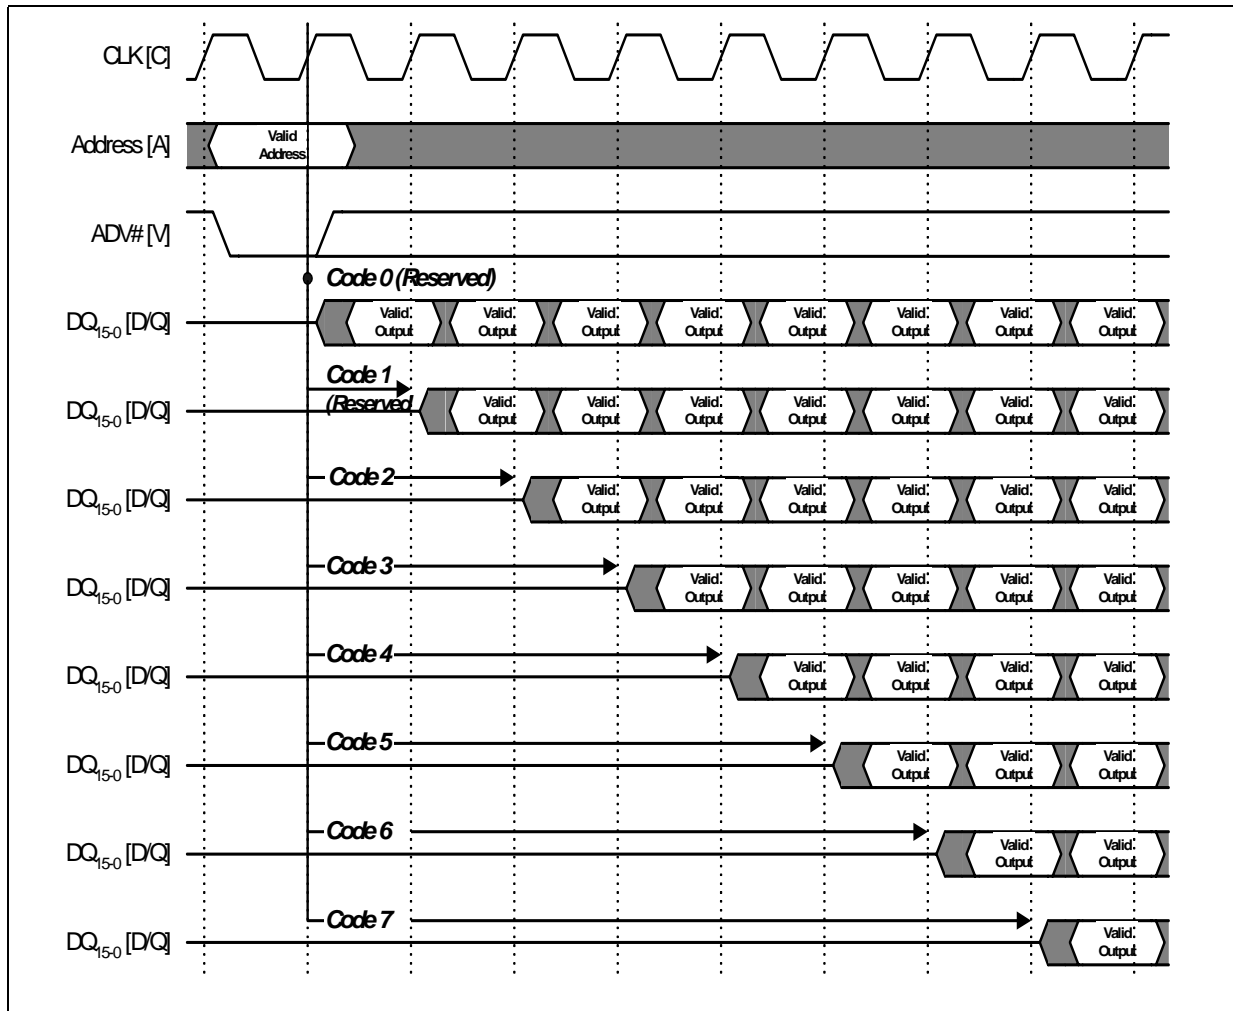 CLK [C]
Address [A]
Valid
Address
ADV# [V]
Code 0 (Reserved)
DQ15-0 [D/Q]
Valid Output Valid Output Valid Output Valid Output Valid Output Valid Output Valid Output Valid Output
Code 1
(Reserved
DQ15-0 [D/Q]
Valid Output Valid Output Valid Output Valid Output Valid Output Valid Output Valid Output
Code 2
DQ15-0 [D/Q]
Valid Output Valid Output Valid Output Valid Output Valid Output Valid Output
Code 3
DQ15-0 [D/Q]
Valid Output Valid Output Valid Output Valid Output Valid Output
Code 4
DQ15-0 [D/Q]
Valid Output Valid Output Valid Output Valid Output
Code 5
DQ15-0 [D/Q]
Valid Output Valid Output Valid Output
Code 6
DQ15-0 [D/Q]
Valid Output Valid Output
Code 7
DQ15-0 [D/Q]
Valid Output